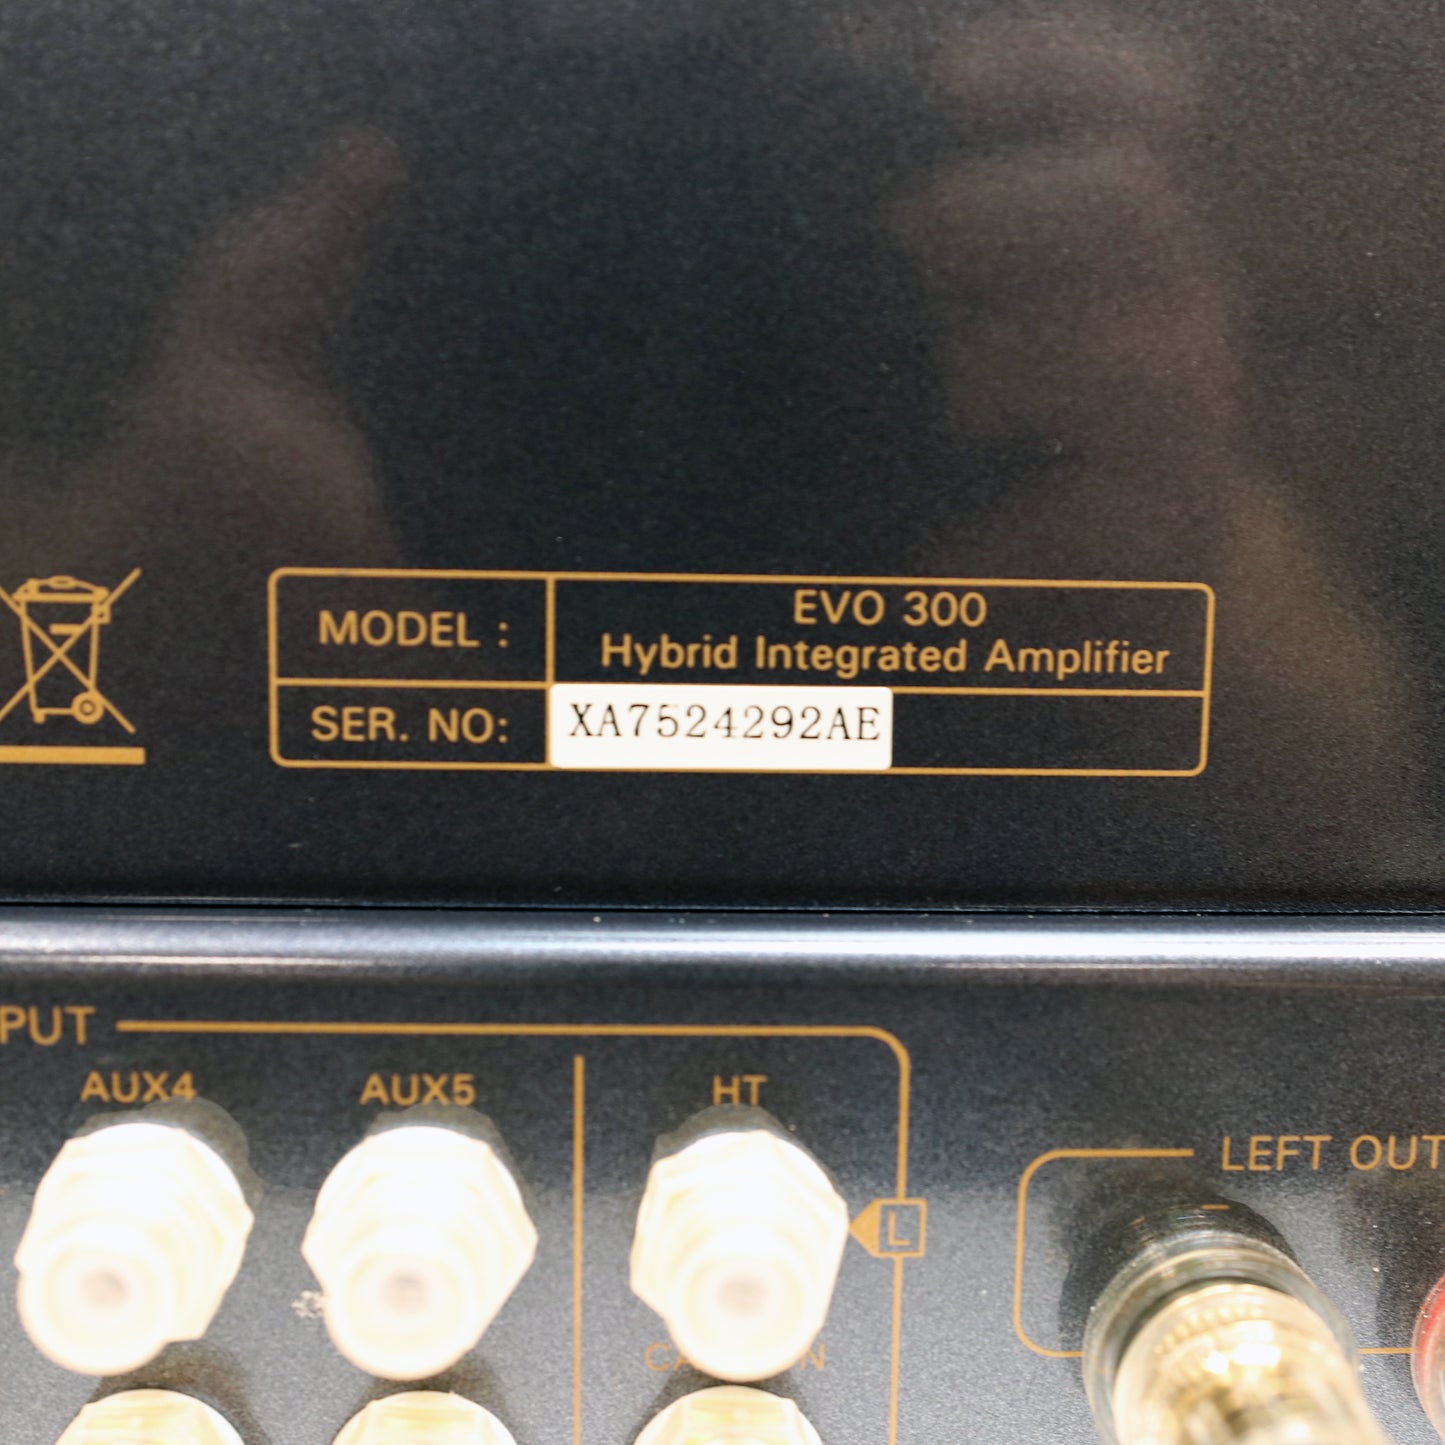 MODEL :
EVO 300
Hybrid Integrated Amplifier
SER. NO:
XA7524292AE
PUT
AUX4
AUX5
HT
L
LEFT OUT